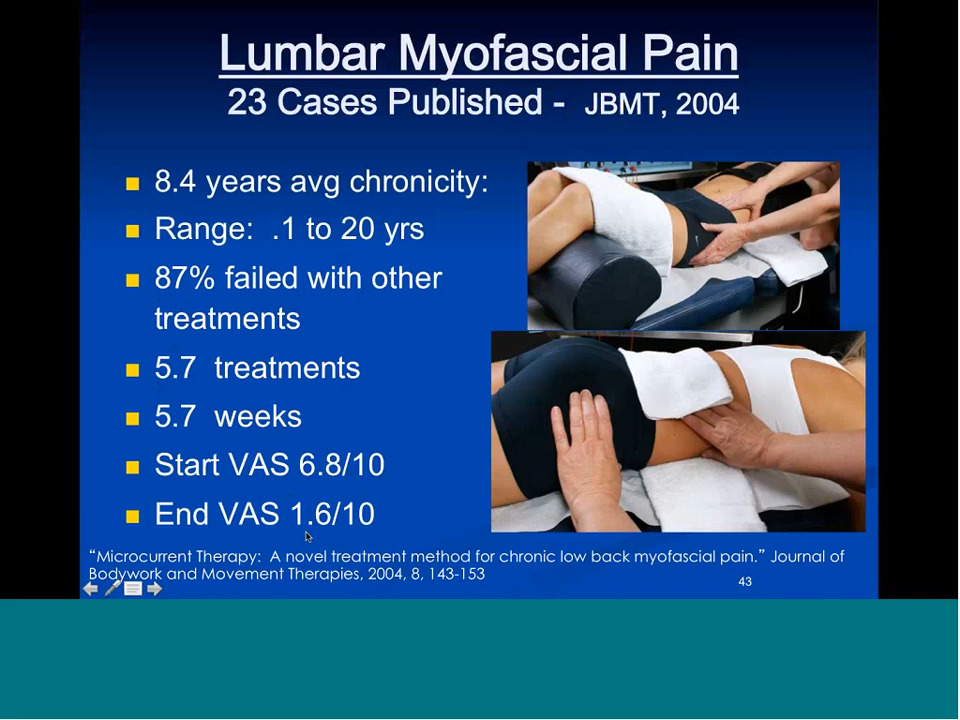 Lumbar Myofascial Pain
23 Cases Published - JBMT, 2004
8.4 years avg chronicity:
Range: .1 to 20 yrs
87% failed with other
treatments
5.7 treatments
5.7 weeks
Start VAS 6.8/10
End VAS 1.6/10
“Microcurrent Therapy: A novel treatment method for chronic low back myofascial pain.” Journal of
Bodywork and Movement Therapies, 2004, 8, 143-153
43